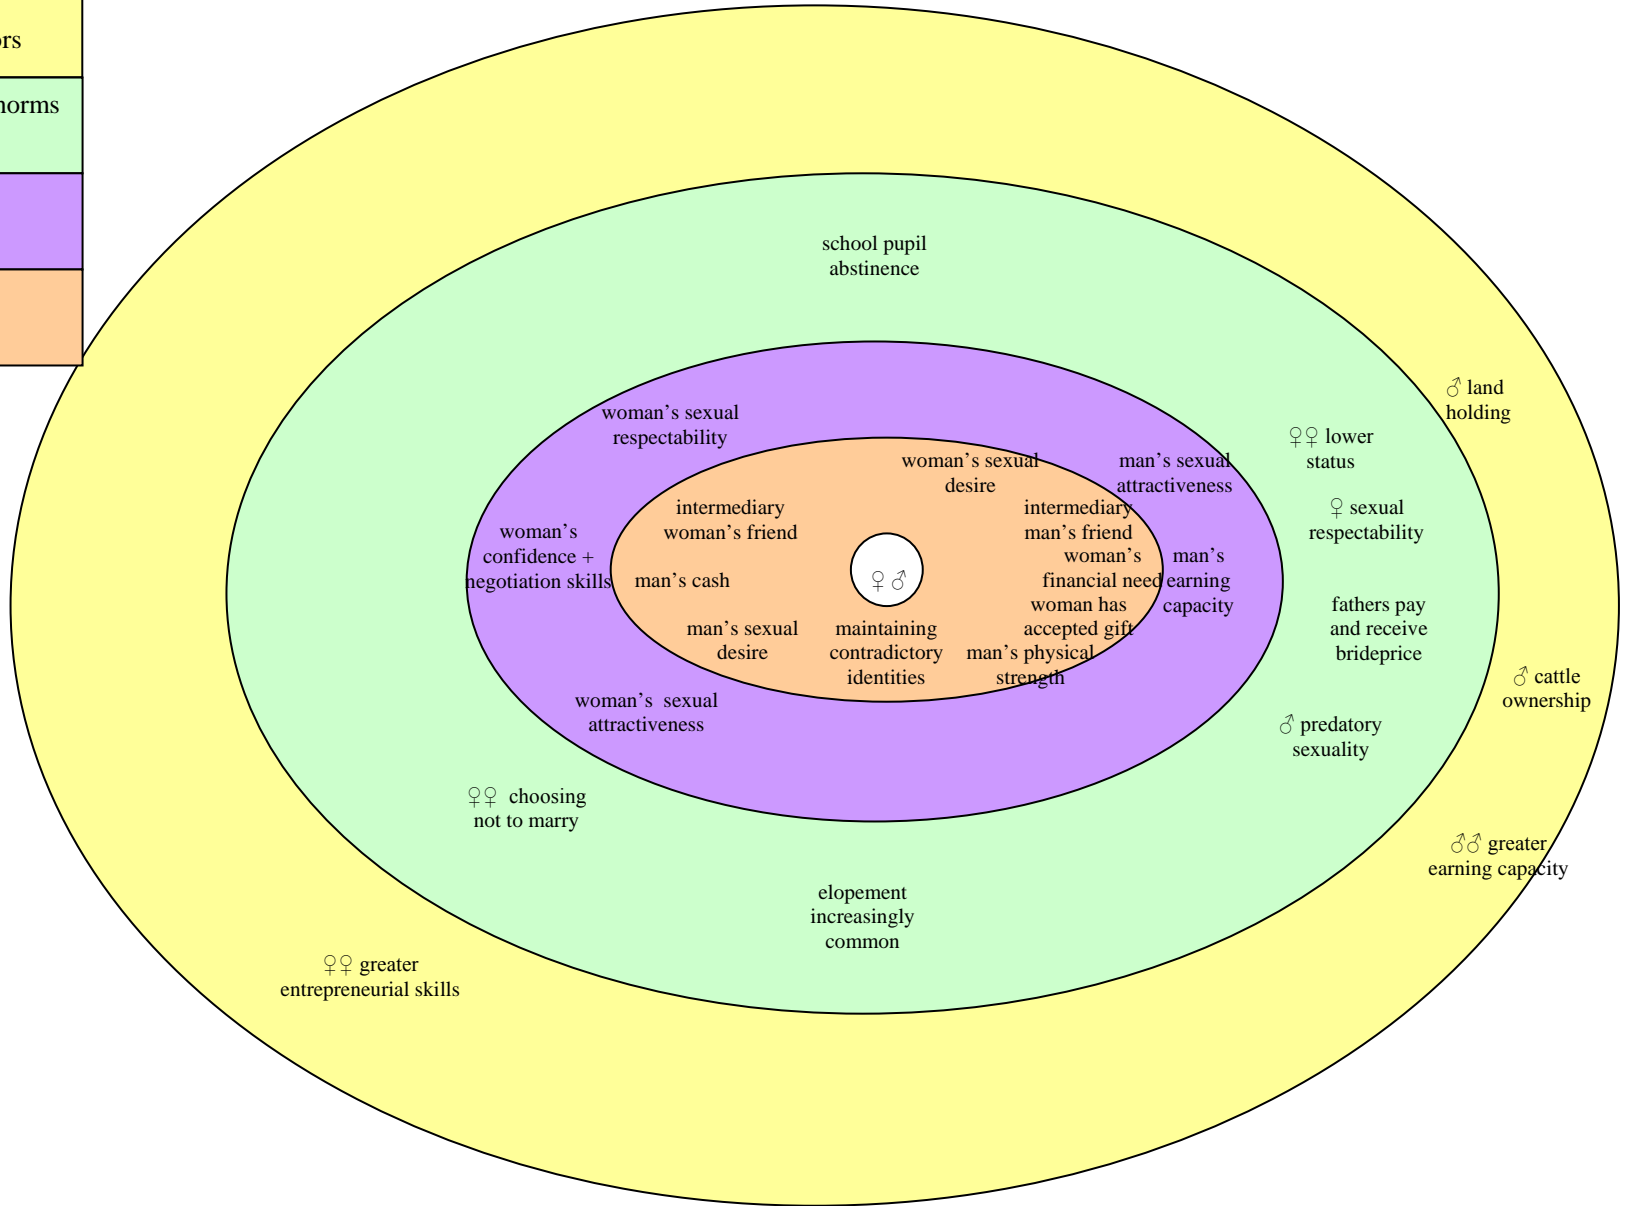 norms
school pupil
abstinence
♂ land
holding
woman’s sexual
respectability
♀♀ lower
status
woman’s sexual
desire
man’s sexual
attractiveness
intermediary
woman’s friend
intermediary
man’s friend
♀ sexual
respectability
woman’s
confidence +
negotiation skills
man’s cash
♀♂
woman’s
financial need
man’s
earning
capacity
woman has
accepted gift
fathers pay
and receive
brideprice
man’s sexual
desire
maintaining
contradictory
identities
man’s physical
strength
♂ cattle
ownership
woman’s  sexual
attractiveness
♂ predatory
sexuality
♀♀  choosing
not to marry
♂♂ greater
earning capacity
elopement
increasingly
common
♀♀ greater
entrepreneurial skills